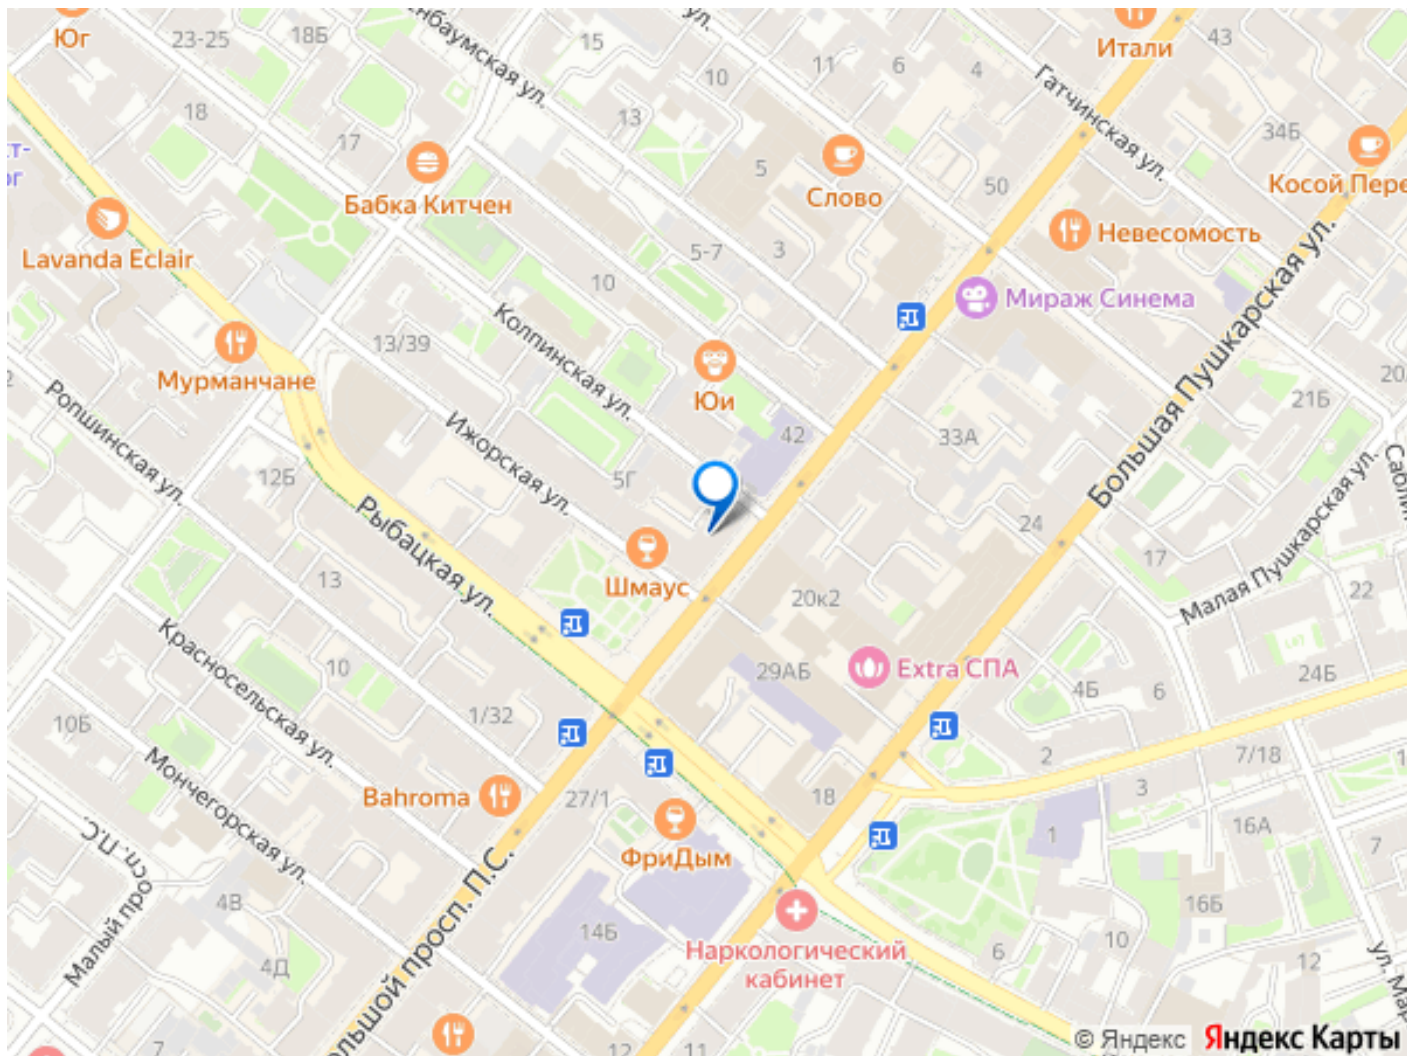 Юг
23-25
18Б
енбаумская ул.
ул.
15
10
11
6
4
Итали
43
Гатчинская ул.
34Б
Косой Пере
18
17
13
5
Слово
50
Бабка Китчен
Невесомость
Lavanda Eclair
5-7
3
10
Мираж Синема
Колпинская ул.
13/39
Мурманчане
Юи
Большая Пушкарская ул.
20
21Б
Ропшинская ул.
Ижорская ул.
42
33А
12Б
5Г
24
Рыбацкая ул.
Шмаус
17
Малая Пушкарская ул.
22
13
20к2
Красносельская ул.
10
29АБ
Extra СПА
4Б
6
24Б
10Б
1/32
2
7/18
Мончегорская ул.
Bahroma
27/1
18
3
1
16А
7
Малый просп. П.С.
ФриДым
4В
14Б
16Б
4Д
Наркологический
кабинет
6
10
12
Большой просп. П.С.
7
12
11
© Яндекс Яндекс Карты